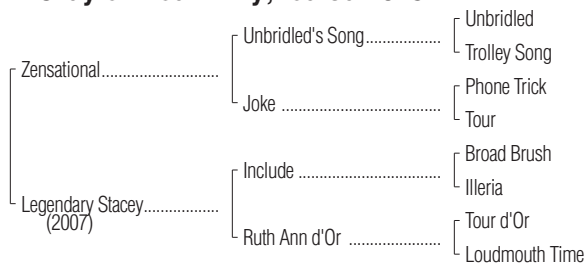 Unbridled
Unbridled's Song
Trolley Song
Zensational
Phone Trick
Joke
Tour
Broad Brush
Include
Illeria
Legendary Stacey
(2007)
Tour d'Or
Ruth Ann d'Or
Loudmouth Time